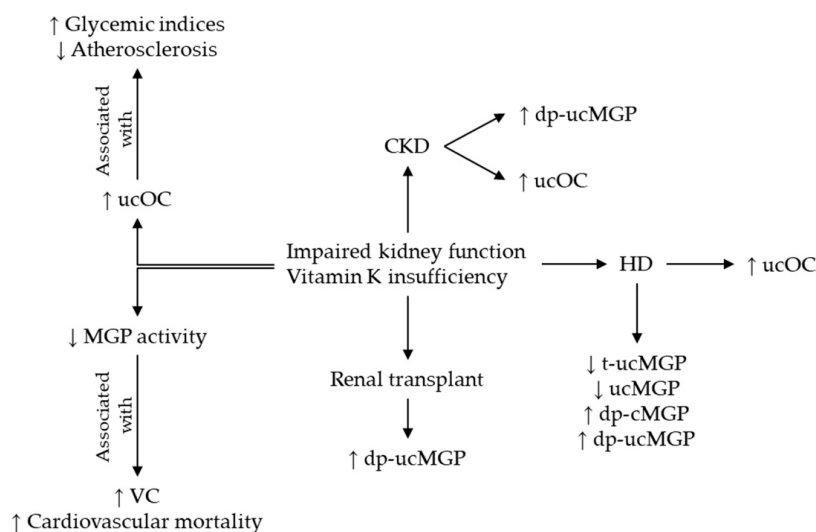 ↑ Glycemic indices
↓ Atherosclerosis
Associated
with
↑ ucOC
CKD
↑ dp-ucMGP
↑ ucOC
Impaired kidney function
Vitamin K insufficiency
HD
↑ ucOC
↓ MGP activity
Associated
with
↑ VC
↑ Cardiovascular mortality
Renal transplant
↑ dp-ucMGP
↓ t-ucMGP
↓ ucMGP
↑ dp-cMGP
↑ dp-ucMGP